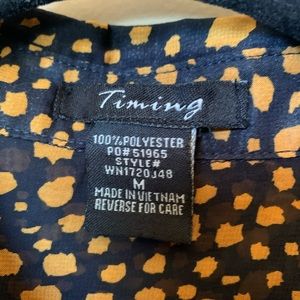 Timing
100% POLYESTER
PO# 51965
STYLE#
WN1720J48
M
MADE IN VIETNAM
REVERSE FOR CARE